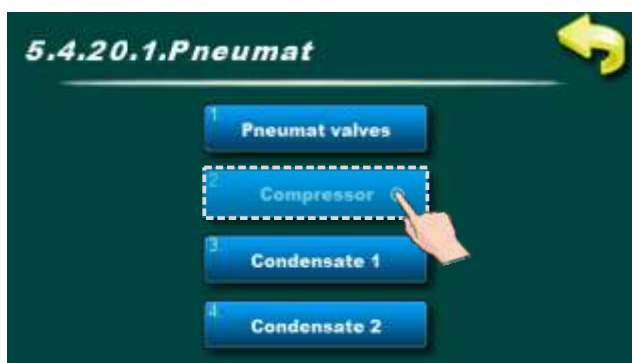 5.4.20.1.Pneumat
1
Pneumat valves
2.
Compressor
3
Condensate 1
4.
Condensate 2